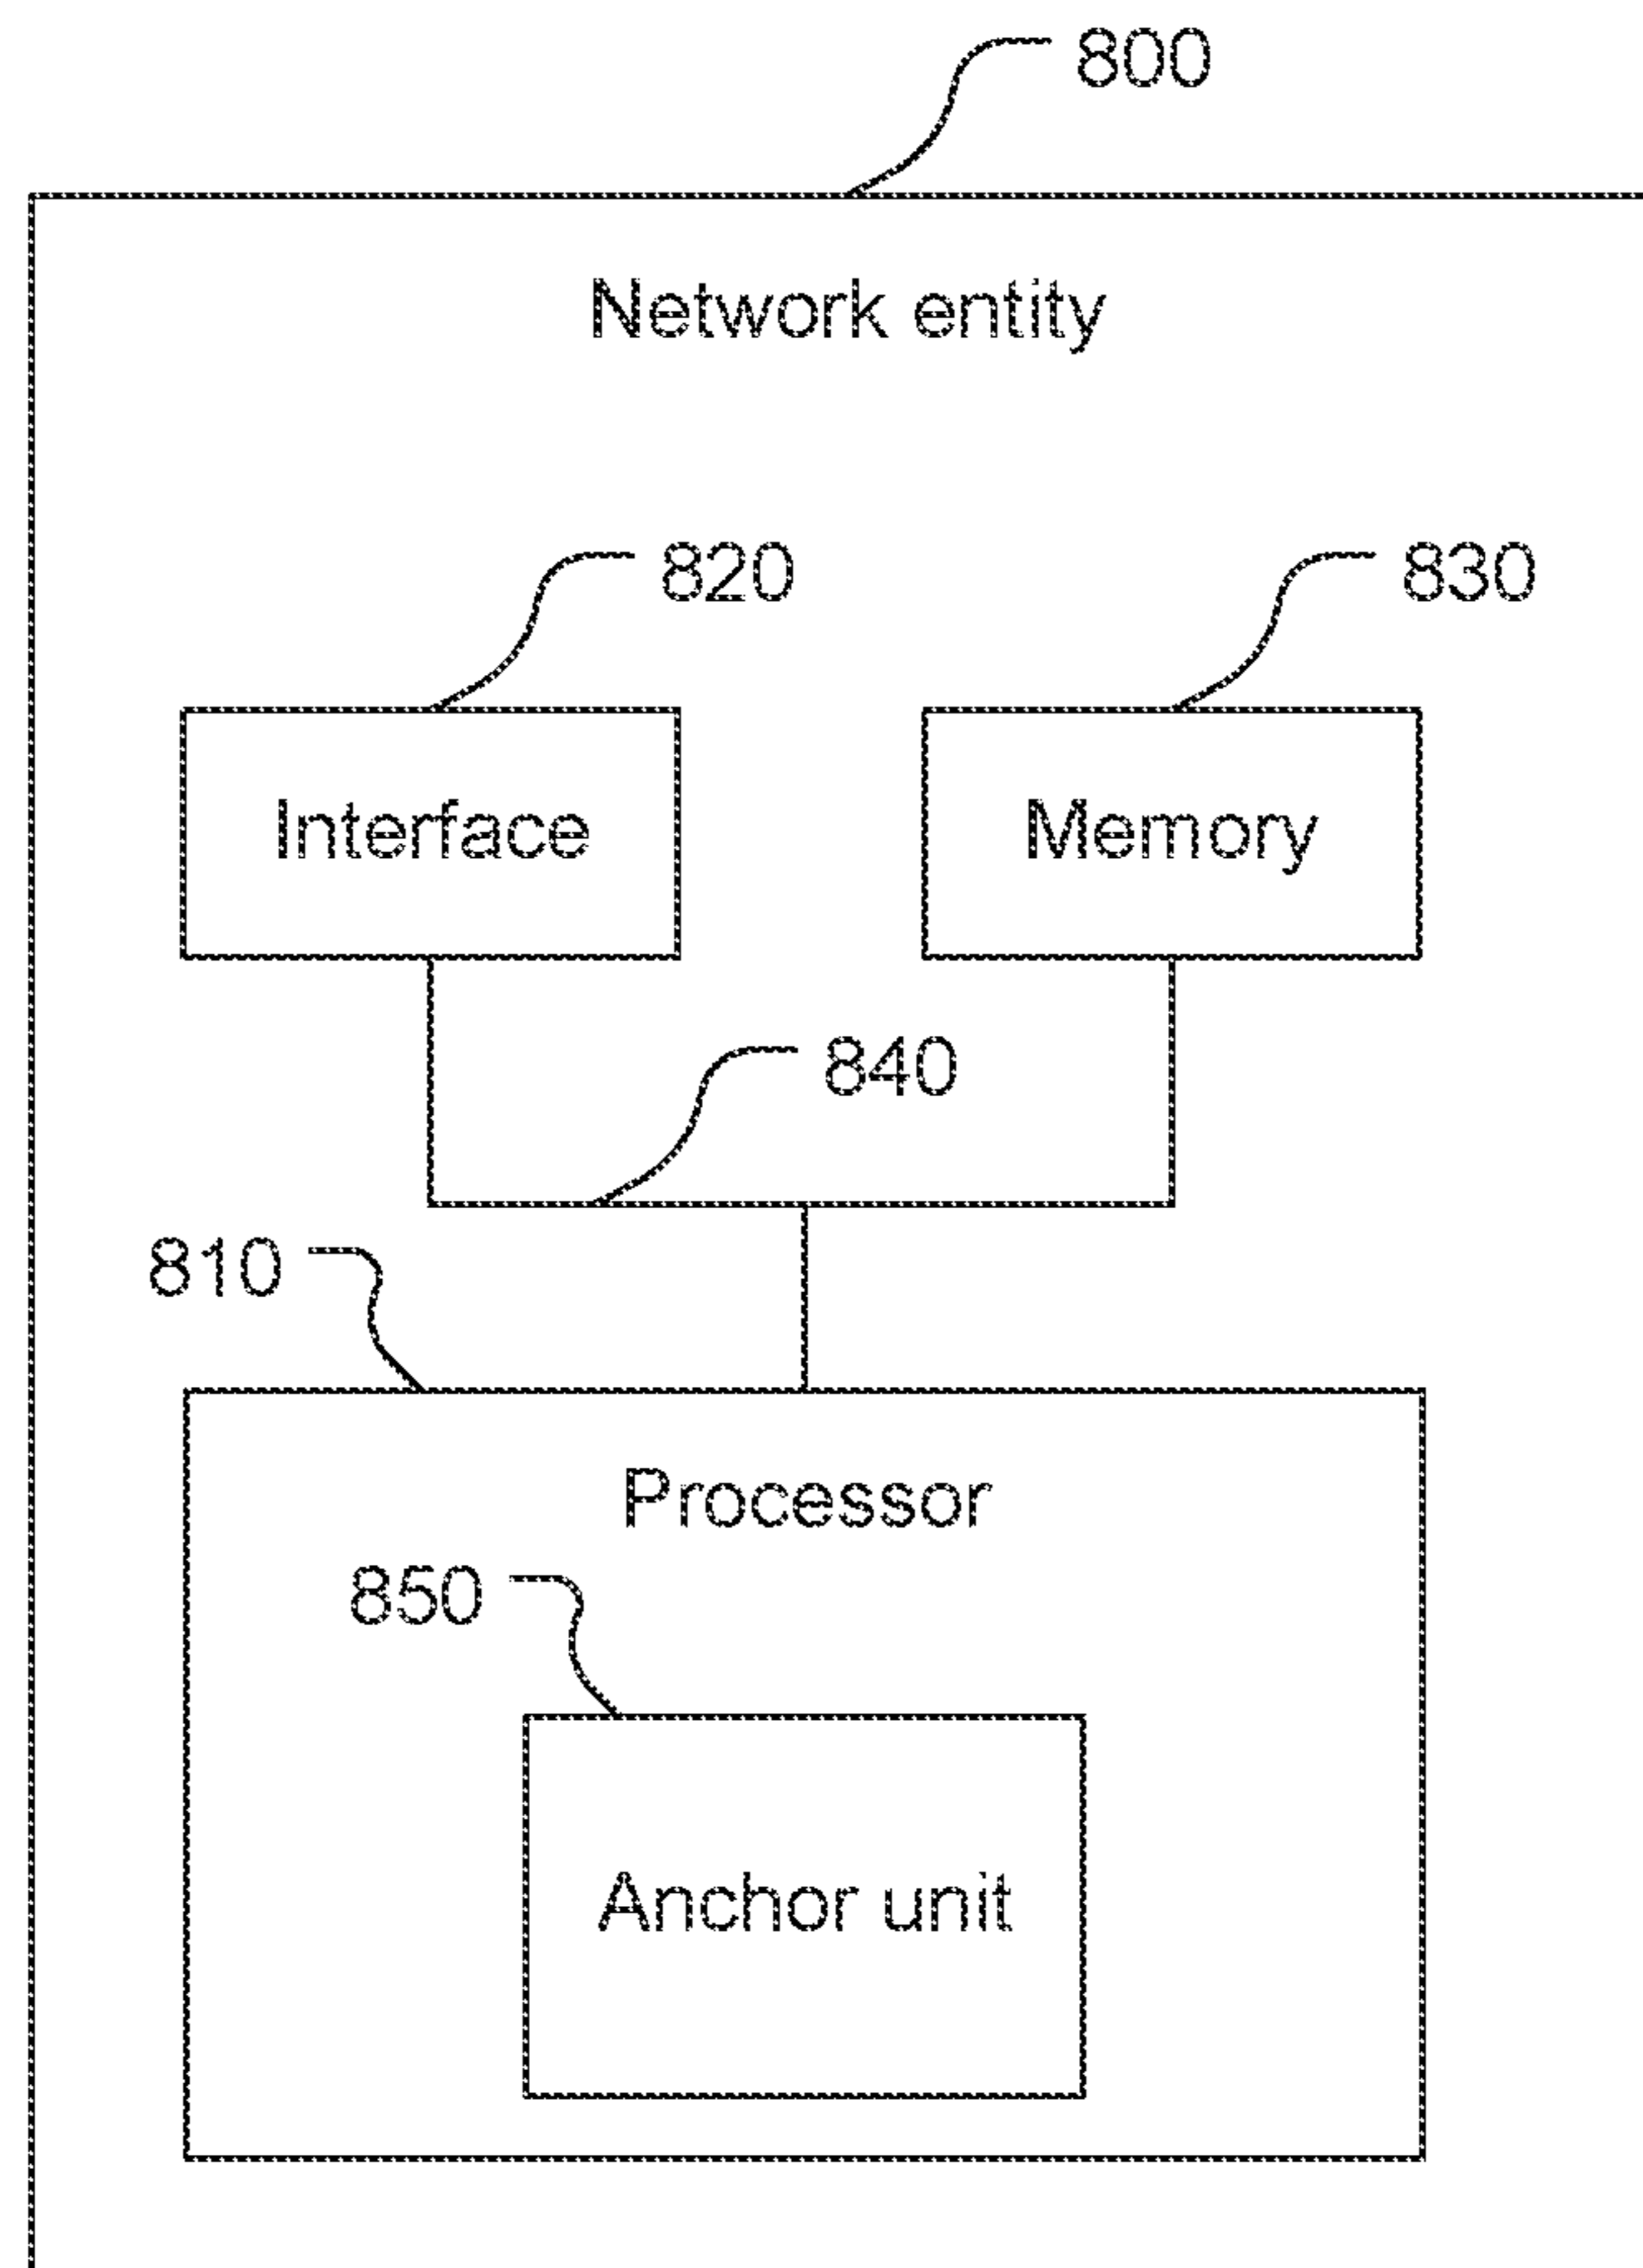 800
Network entity
820
830
Interface
Memory
840
810
Processor
850
Anchor unit